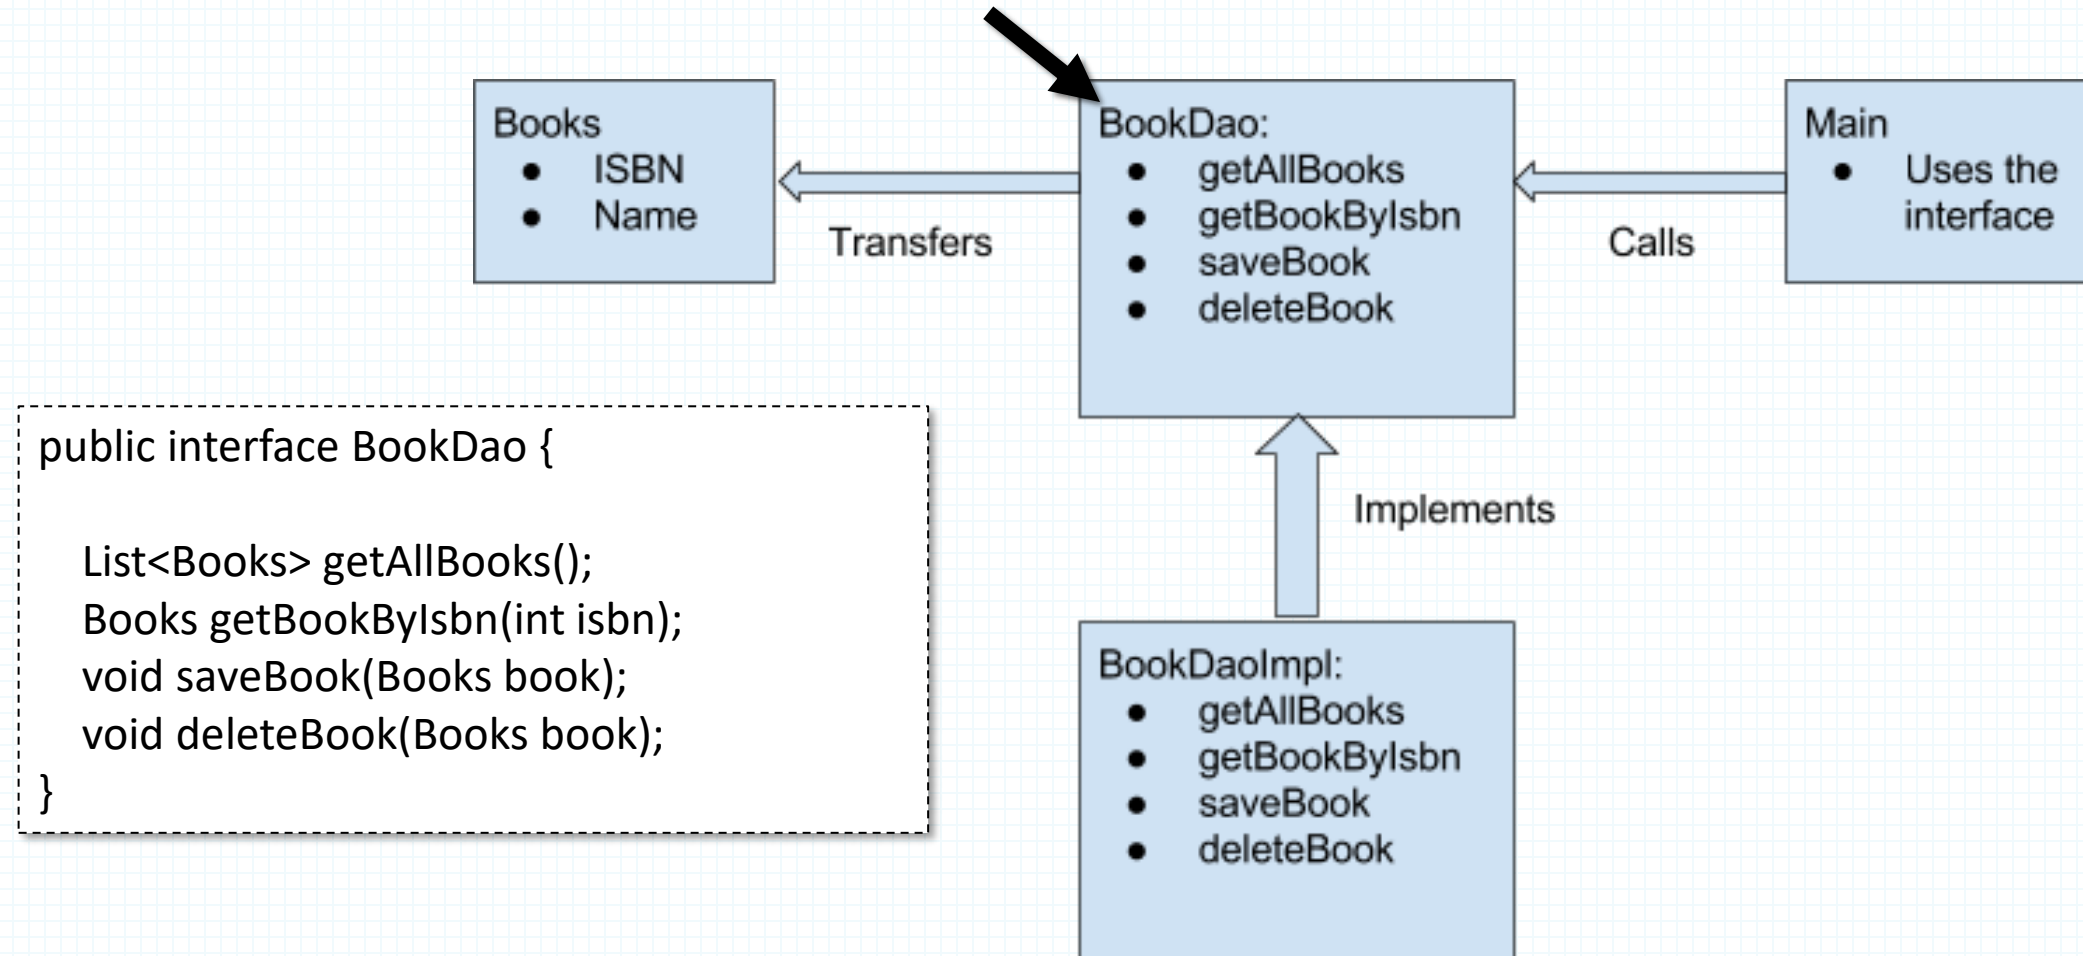 Books
● ISBN
● Name
Transfers
BookDao:
● getAllBooks
● getBookByIsbn
● saveBook
● deleteBook
Calls
Main
● Uses the
interface
public interface BookDao {
List<Books> getAllBooks();
Books getBookByIsbn(int isbn);
void saveBook(Books book);
void deleteBook(Books book);
}
Implements
BookDaoImpl:
● getAllBooks
● getBookByIsbn
● saveBook
● deleteBook